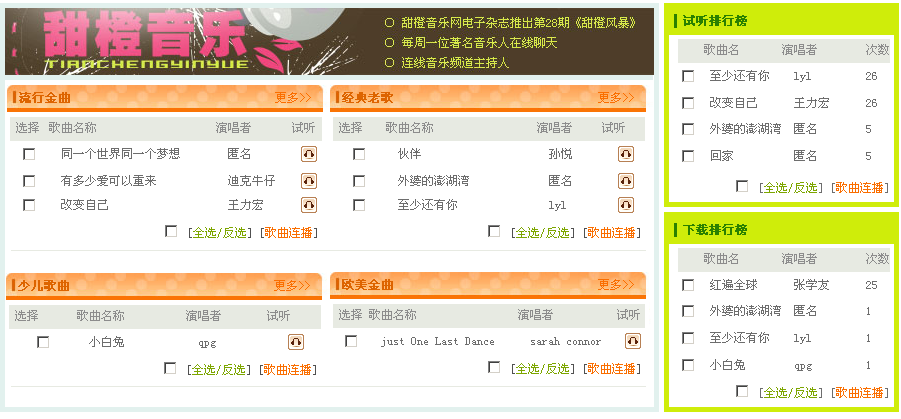 甜橙音乐
TIANCHENGYINYUE
甜橙音乐网电子杂志推出第28期《甜橙风暴》
每周一位著名音乐人在线聊天
连线音乐频道主持人
流行金曲 更多>>
选择 歌曲名称 演唱者 试听
同一个世界同一个梦想 匿名
有多少爱可以重来 迪克牛仔
改变自己 王力宏
[全选/反选] [歌曲连播]
经典老歌 更多>>
选择 歌曲名称 演唱者 试听
伙伴 孙悦
外婆的澎湖湾 匿名
至少还有你 lyl
[全选/反选] [歌曲连播]
少儿歌曲 更多>>
选择 歌曲名称 演唱者 试听
小白兔 qpg
[全选/反选] [歌曲连播]
欧美金曲 更多>>
选择 歌曲名称 演唱者 试听
just One Last Dance sarah connor
[全选/反选] [歌曲连播]
试听排行榜
歌曲名 演唱者 次数
至少还有你 lyl 26
改变自己 王力宏 26
外婆的澎湖湾 匿名 5
回家 匿名 5
[全选/反选] [歌曲连播]
下载排行榜
歌曲名 演唱者 次数
红遍全球 张学友 25
外婆的澎湖湾 匿名 1
至少还有你 lyl 1
小白兔 qpg 1
[全选/反选] [歌曲连播]